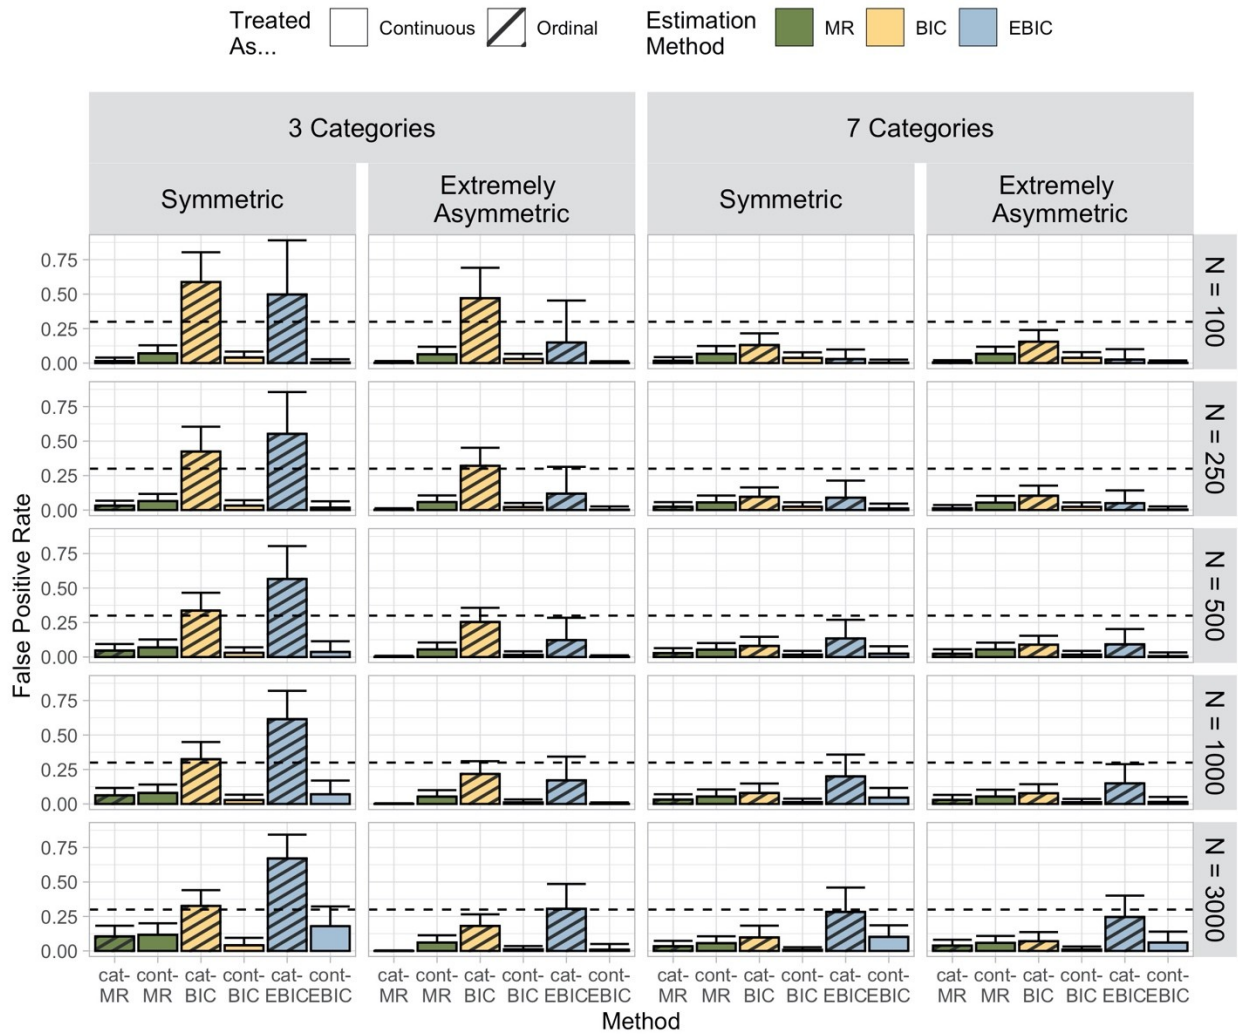 Treated
As...
Continuous
Ordinal
Estimation
Method
MR
BIC
EBIC
3 Categories
7 Categories
Symmetric
Extremely
Asymmetric
Symmetric
Extremely
Asymmetric
False Positive Rate
0.75
0.50
0.25
0.00
N = 100
0.75
0.50
0.25
0.00
N = 250
0.75
0.50
0.25
0.00
N = 500
0.75
0.50
0.25
0.00
N = 1000
0.75
0.50
0.25
0.00
N = 3000
cat- cont- cat- cont- cat- cont-
MR MR BIC BIC EBIC EBIC
cat- cont- cat- cont- cat- cont-
MR MR BIC BIC EBIC EBIC
cat- cont- cat- cont- cat- cont-
MR MR BIC BIC EBIC EBIC
cat- cont- cat- cont- cat- cont-
MR MR BIC BIC EBIC EBIC
Method